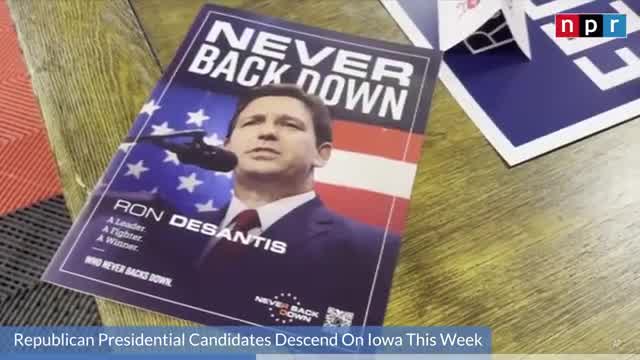 npr
20
NEVER
BACK DOWN
RON DESANTIS
A Leader.
A Fighter.
A Winner.
WHO NEVER BACKS DOWN.
NEVER BACK
DOWN
Republican Presidential Candidates Descend On Iowa This Week